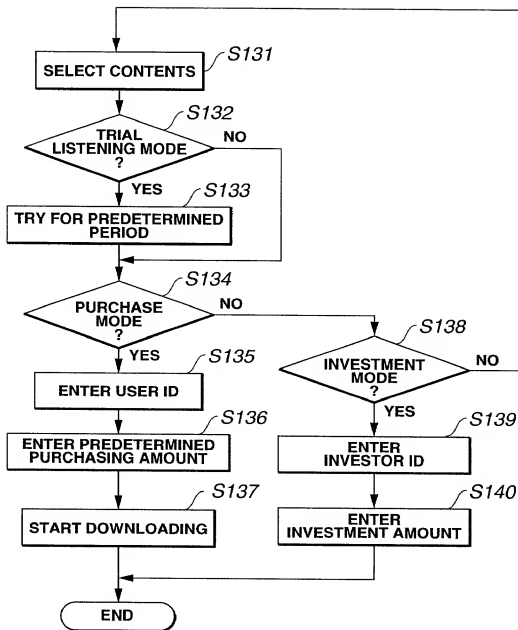 S131
SELECT CONTENTS
S132
TRIAL
LISTENING MODE
?
NO
YES
S133
TRY FOR PREDETERMINED
PERIOD
S134
PURCHASE
MODE
?
NO
YES
S135
ENTER USER ID
S136
ENTER PREDETERMINED
PURCHASING AMOUNT
S137
START DOWNLOADING
S138
INVESTMENT
MODE
?
NO
YES
S139
ENTER
INVESTOR ID
S140
ENTER
INVESTMENT AMOUNT
END